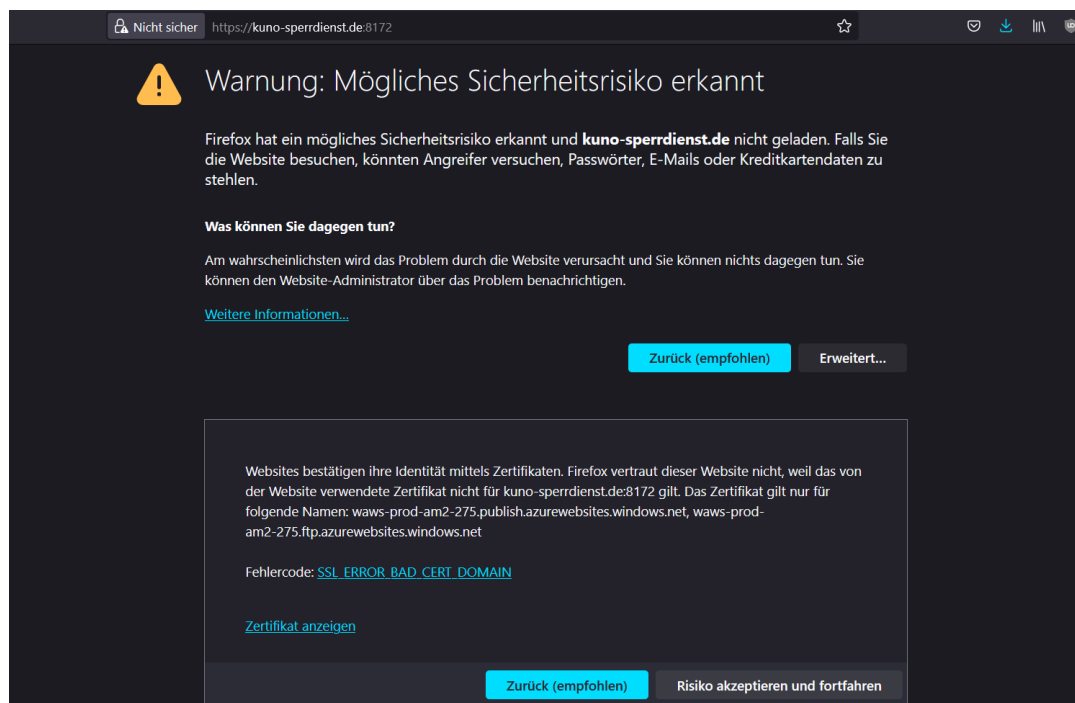 Nicht sicher https://kuno-sperrdienst.de:8172
Warnung: Mögliches Sicherheitsrisiko erkannt
Firefox hat ein mögliches Sicherheitsrisiko erkannt und kuno-sperrdienst.de nicht geladen. Falls Sie
die Website besuchen, könnten Angreifer versuchen, Passwörter, E-Mails oder Kreditkartendaten zu
stehlen.
Was können Sie dagegen tun?
Am wahrscheinlichsten wird das Problem durch die Website verursacht und Sie können nichts dagegen tun. Sie
können den Website-Administrator über das Problem benachrichtigen.
Weitere Informationen...
Zurück (empfohlen) Erweitert...
Websites bestätigen ihre Identität mittels Zertifikaten. Firefox vertraut dieser Website nicht, weil das von
der Website verwendete Zertifikat nicht für kuno-sperrdienst.de:8172 gilt. Das Zertifikat gilt nur für
folgende Namen: waws-prod-am2-275.publish.azurewebsites.windows.net, waws-prod-
am2-275.ftp.azurewebsites.windows.net
Fehlercode: SSL_ERROR_BAD_CERT_DOMAIN
Zertifikat anzeigen
Zurück (empfohlen) Risiko akzeptieren und fortfahren